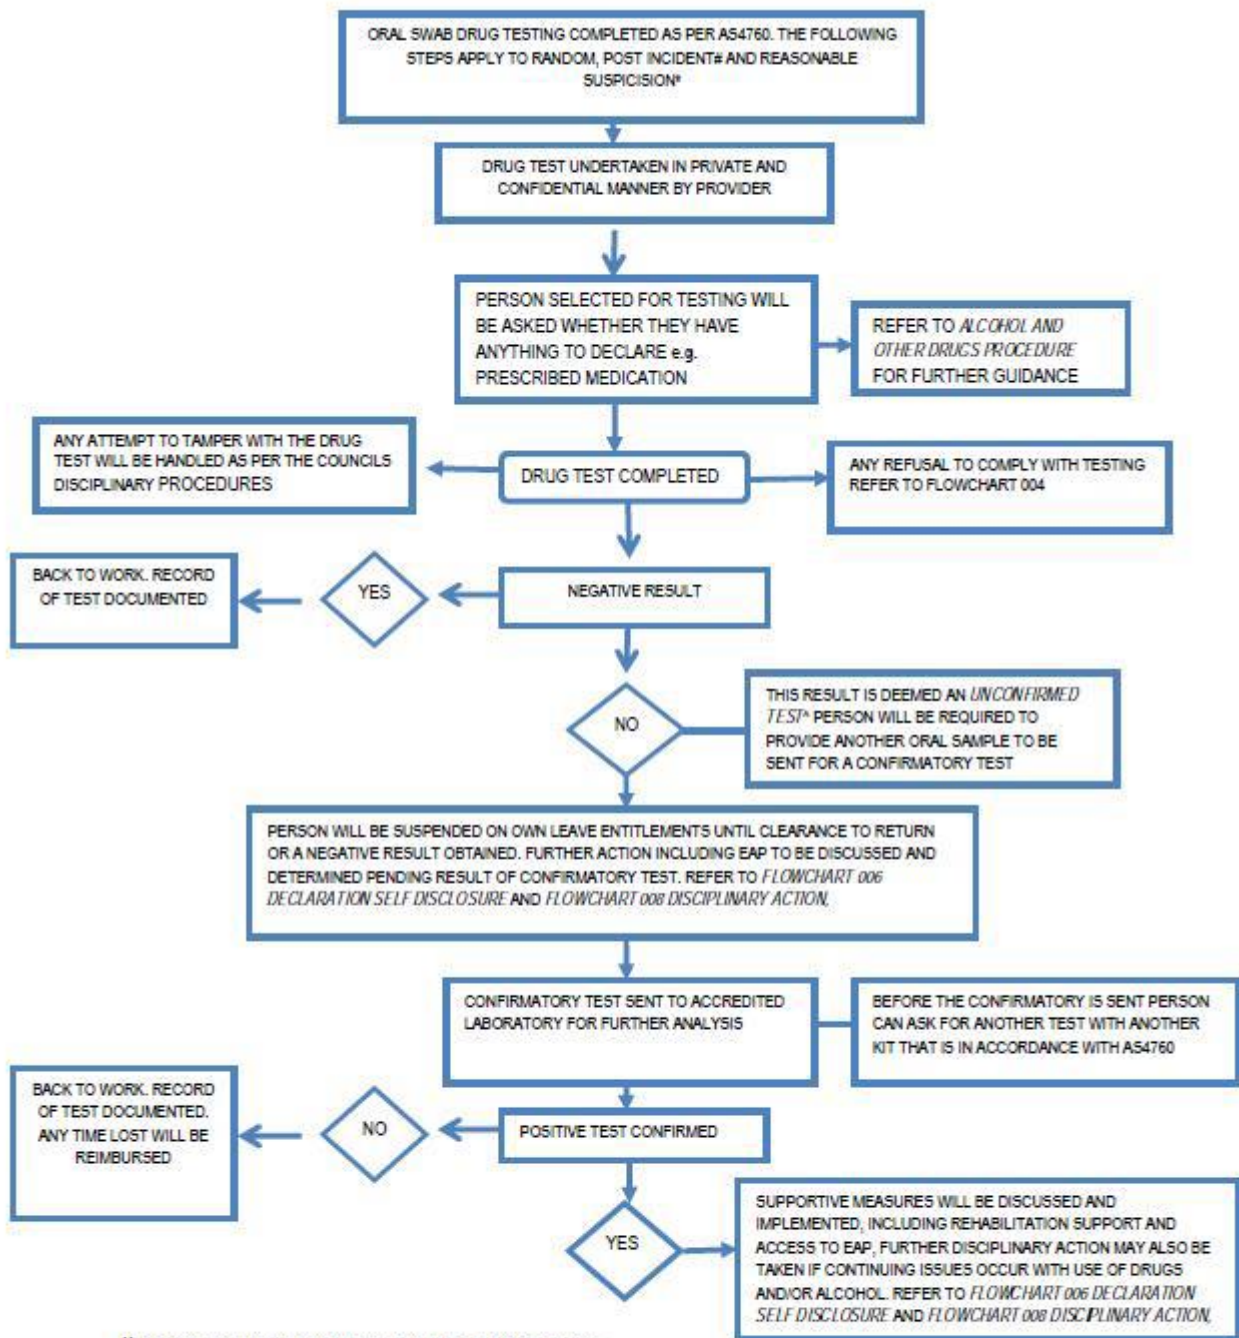 ORAL SWAB DRUG TESTING COMPLETED AS PER AS4760. THE FOLLOWING
STEPS APPLY TO RANDOM, POST INCIDENT# AND REASONABLE
SUSPICISION*
DRUG TEST UNDERTAKEN IN PRIVATE AND
CONFIDENTIAL MANNER BY PROVIDER
PERSON SELECTED FOR TESTING WILL
BE ASKED WHETHER THEY HAVE
ANYTHING TO DECLARE e.g.
PRESCRIBED MEDICATION
REFER TO ALCOHOL AND
OTHER DRUGS PROCEDURE
FOR FURTHER GUIDANCE
ANY ATTEMPT TO TAMPER WITH THE DRUG
TEST WILL BE HANDLED AS PER THE COUNCILS
DISCIPLINARY PROCEDURES
DRUG TEST COMPLETED
ANY REFUSAL TO COMPLY WITH TESTING
REFER TO FLOWCHART 004
BACK TO WORK. RECORD
OF TEST DOCUMENTED
YES
NEGATIVE RESULT
NO
THIS RESULT IS DEEMED AN UNCONFIRMED
TEST^ PERSON WILL BE REQUIRED TO
PROVIDE ANOTHER ORAL SAMPLE TO BE
SENT FOR A CONFIRMATORY TEST
PERSON WILL BE SUSPENDED ON OWN LEAVE ENTITLEMENTS UNTIL CLEARANCE TO RETURN
OR A NEGATIVE RESULT OBTAINED. FURTHER ACTION INCLUDING EAP TO BE DISCUSSED AND
DETERMINED PENDING RESULT OF CONFIRMATORY TEST. REFER TO FLOWCHART 006
DECLARATION SELF DISCLOSURE AND FLOWCHART 008 DISCIPLINARY ACTION,
CONFIRMATORY TEST SENT TO ACCREDITED
LABORATORY FOR FURTHER ANALYSIS
BEFORE THE CONFIRMATORY IS SENT PERSON
CAN ASK FOR ANOTHER TEST WITH ANOTHER
KIT THAT IS IN ACCORDANCE WITH AS4760
BACK TO WORK. RECORD
OF TEST DOCUMENTED.
ANY TIME LOST WILL BE
REIMBURSED
NO
POSITIVE TEST CONFIRMED
YES
SUPPORTIVE MEASURES WILL BE DISCUSSED AND
IMPLEMENTED, INCLUDING REHABILITATION SUPPORT AND
ACCESS TO EAP, FURTHER DISCIPLINARY ACTION MAY ALSO BE
TAKEN IF CONTINUING ISSUES OCCUR WITH USE OF DRUGS
AND/OR ALCOHOL. REFER TO FLOWCHART 006 DECLARATION
SELF DISCLOSURE AND FLOWCHART 008 DISCIPLINARY ACTION,